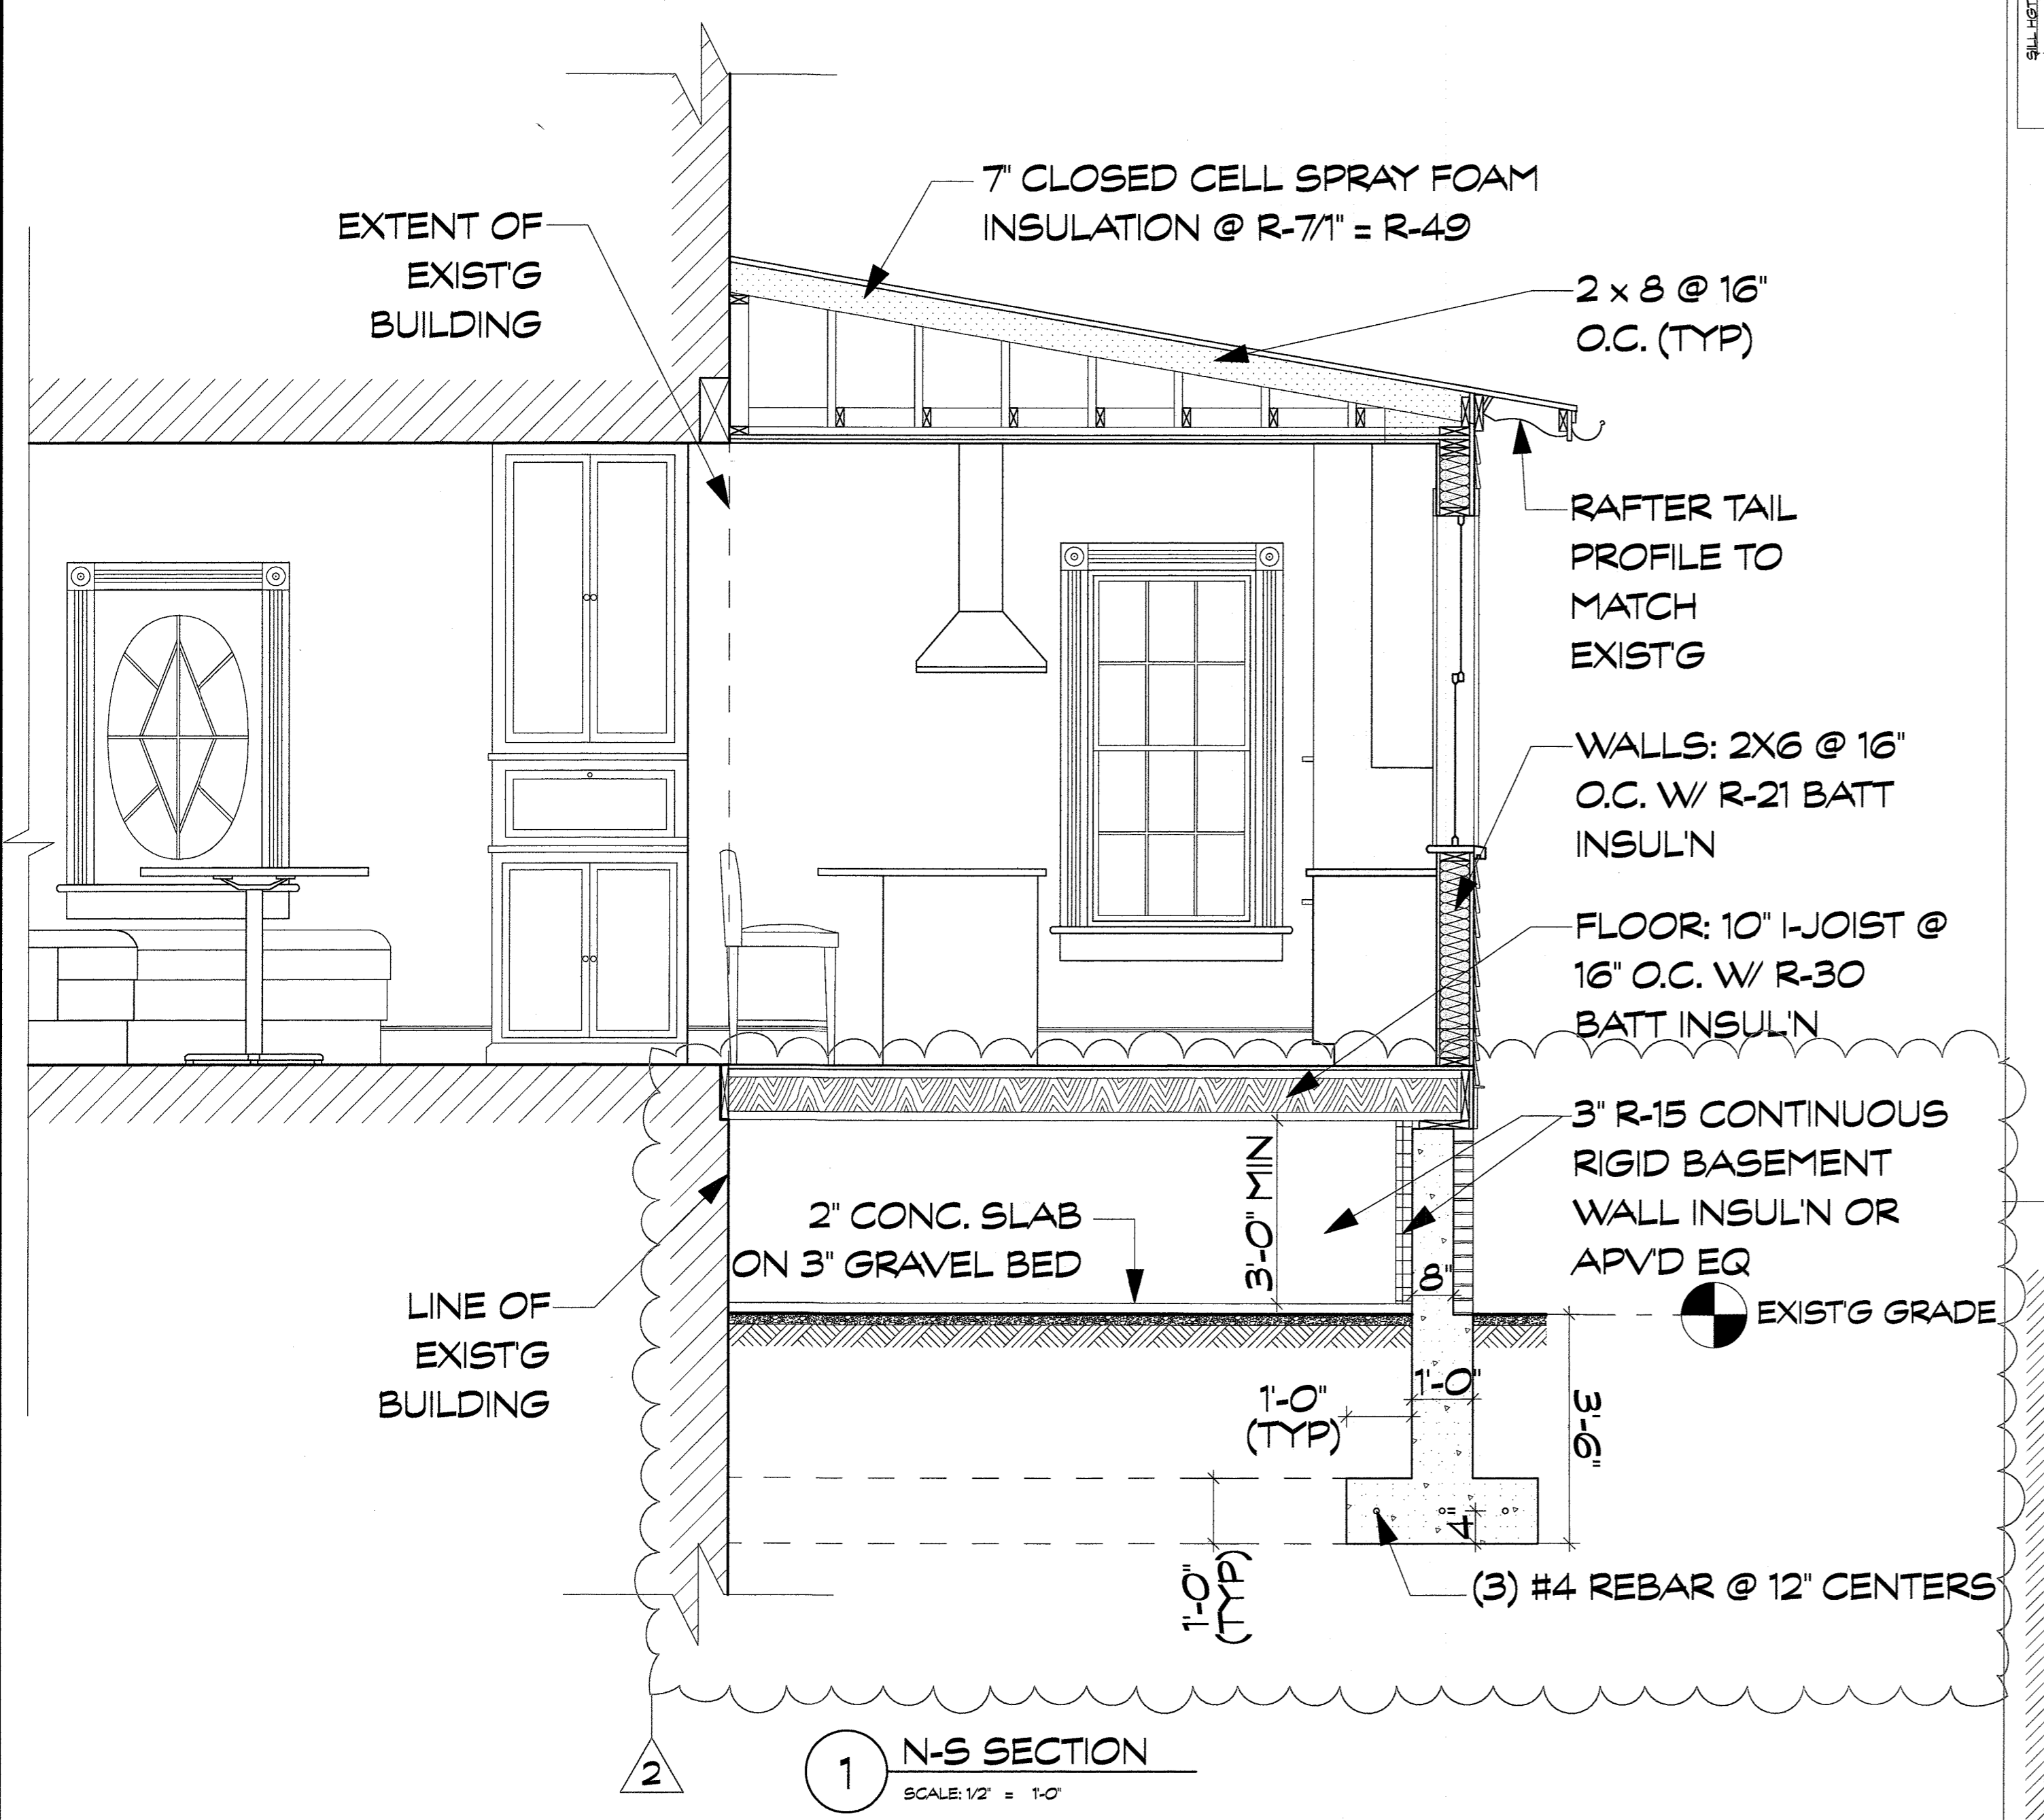 SILL HGT
7" CLOSED CELL SPRAY FOAM
INSULATION @ R-7/1" = R-49
EXTENT OF
EXIST'G
BUILDING
2 x 8 @ 16"
O.C. (TYP)
RAFTER TAIL
PROFILE TO
MATCH
EXIST'G
WALLS: 2X6 @ 16"
O.C. W/ R-21 BATT
INSUL'N
FLOOR: 10" I-JOIST @
16" O.C. W/ R-30
BATT INSUL'N
3" R-15 CONTINUOUS
RIGID BASEMENT
WALL INSUL'N OR
APV'D EQ
3'-0" MIN
2" CONC. SLAB
ON 3" GRAVEL BED
8"
EXIST'G GRADE
LINE OF
EXIST'G
BUILDING
1'-0"
1'-0"
(TYP)
3'-6"
4"
1'-0"
(TYP)
(3) #4 REBAR @ 12" CENTERS
2
1
N-S SECTION
SCALE: 1/2" = 1'-0"